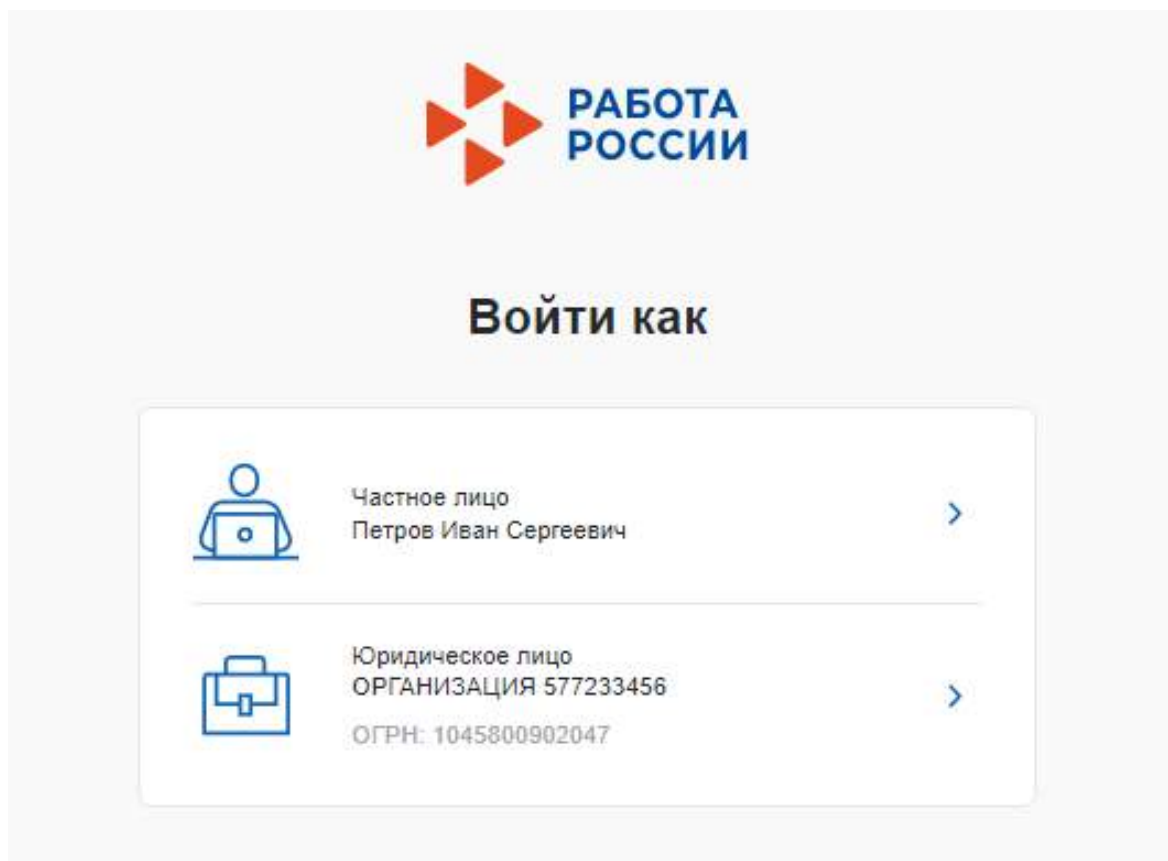 РАБОТА
РОССИИ
Войти как
Частное лицо
Петров Иван Сергеевич
Юридическое лицо
ОРГАНИЗАЦИЯ 577233456
ОГРН: 1045800902047